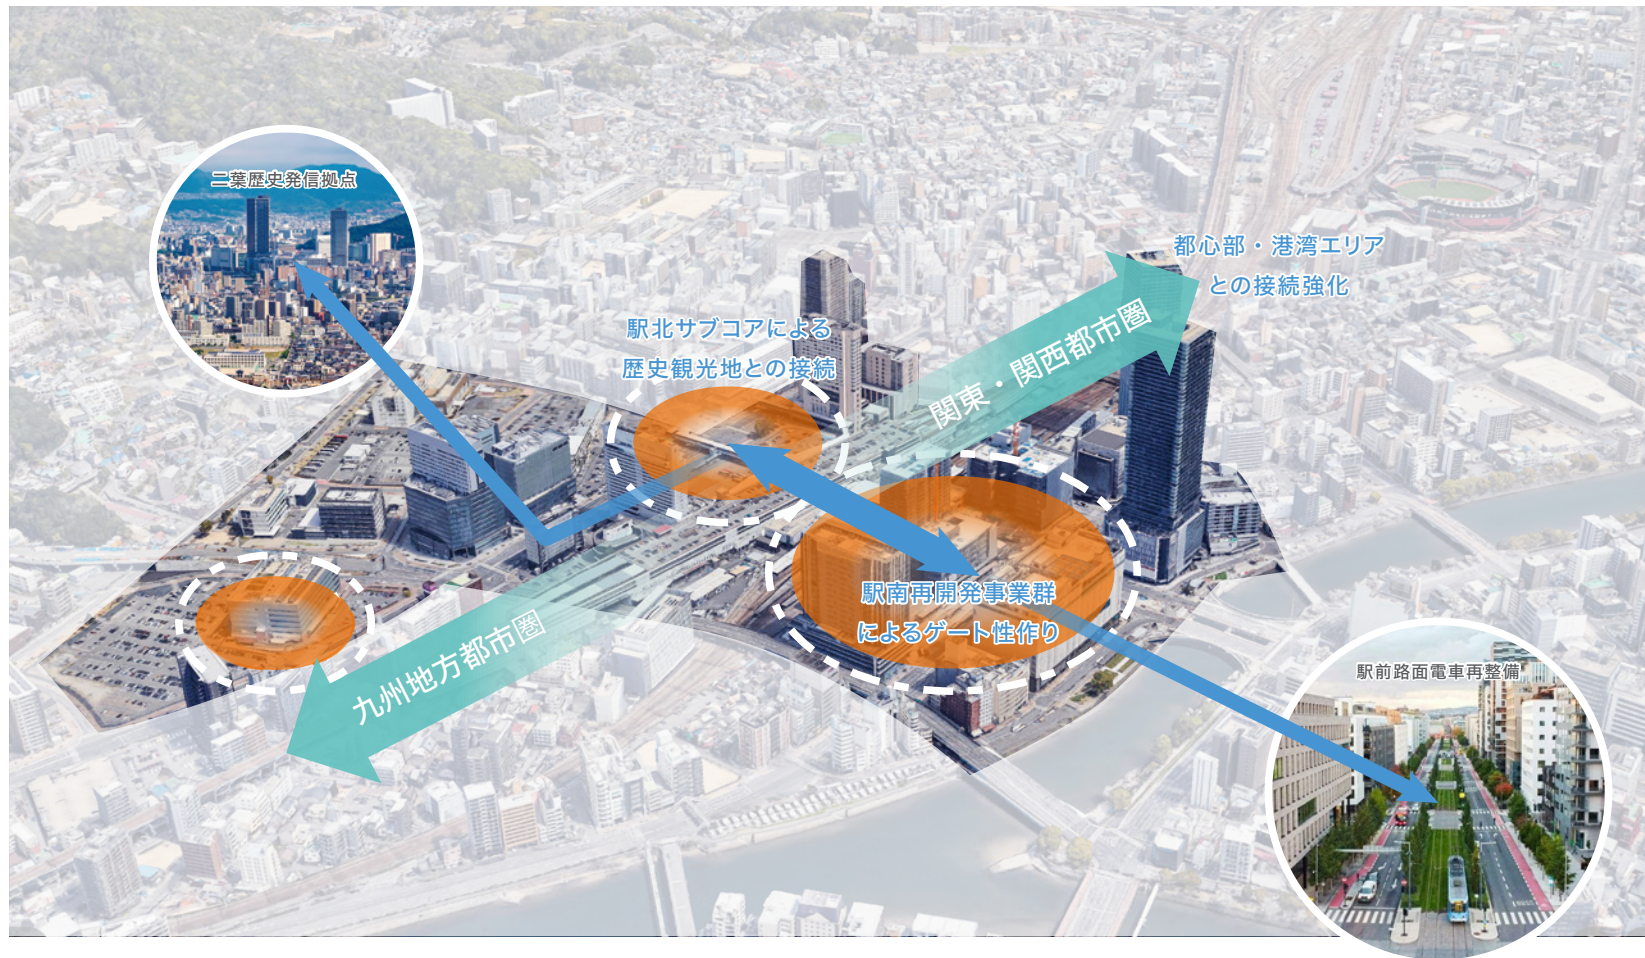 二葉歴史発信拠点
都心部・港湾エリア
との接続強化
駅北サブコアによる
歴史観光地との接続
関東・関西都市圏
駅南再開発事業群
によるゲート性作り
九州地方都市圏
駅前路面電車再整備